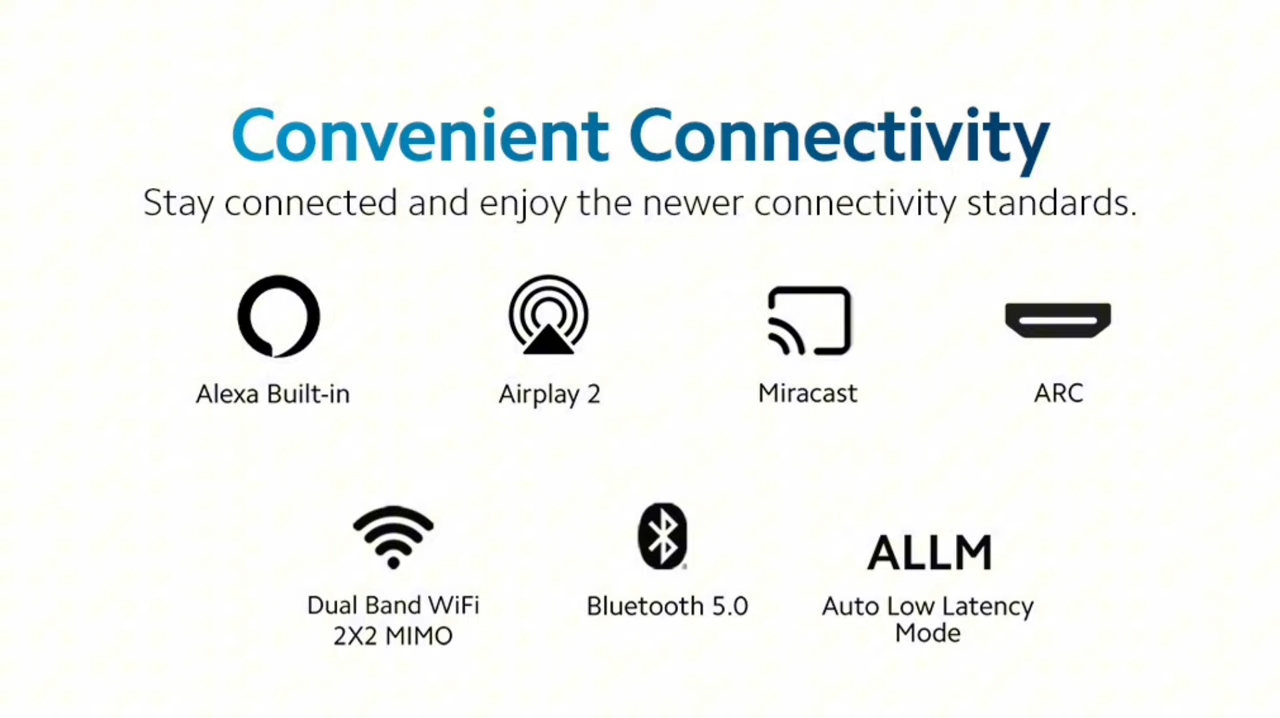 Convenient Connectivity
Stay connected and enjoy the newer connectivity standards.
Alexa Built-in
Airplay 2
Miracast
ARC
Dual Band WiFi
2X2 MIMO
Bluetooth 5.0
ALLM
Auto Low Latency
Mode